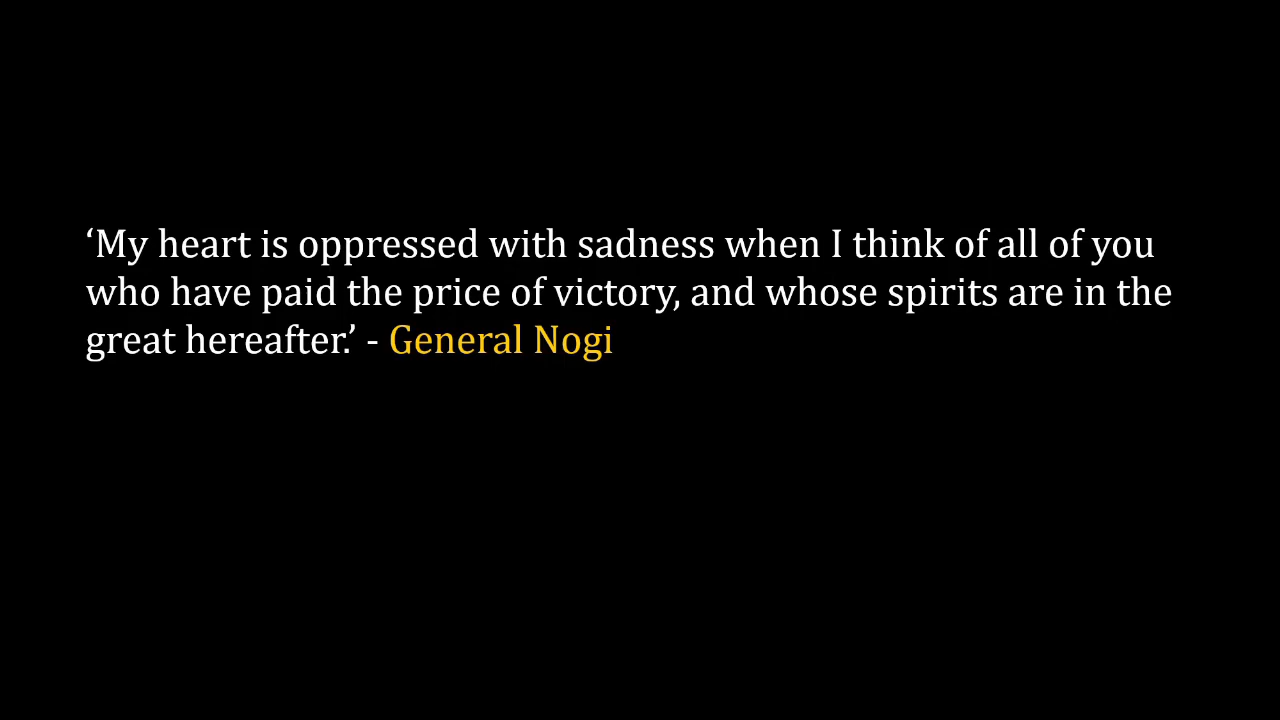 ‘My heart is oppressed with sadness when I think of all of you
who have paid the price of victory, and whose spirits are in the
great hereafter.’ - General Nogi